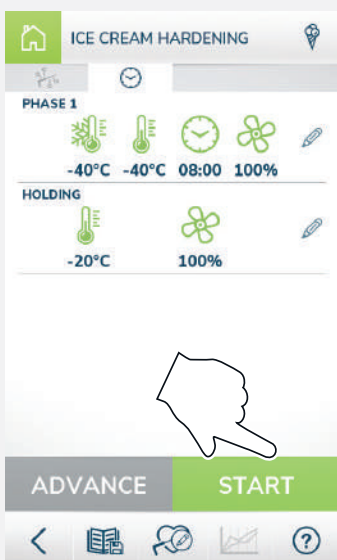 ICE CREAM HARDENING
PHASE 1
-40°C -40°C 08:00 100%
HOLDING
-20°C 100%
ADVANCE START
?